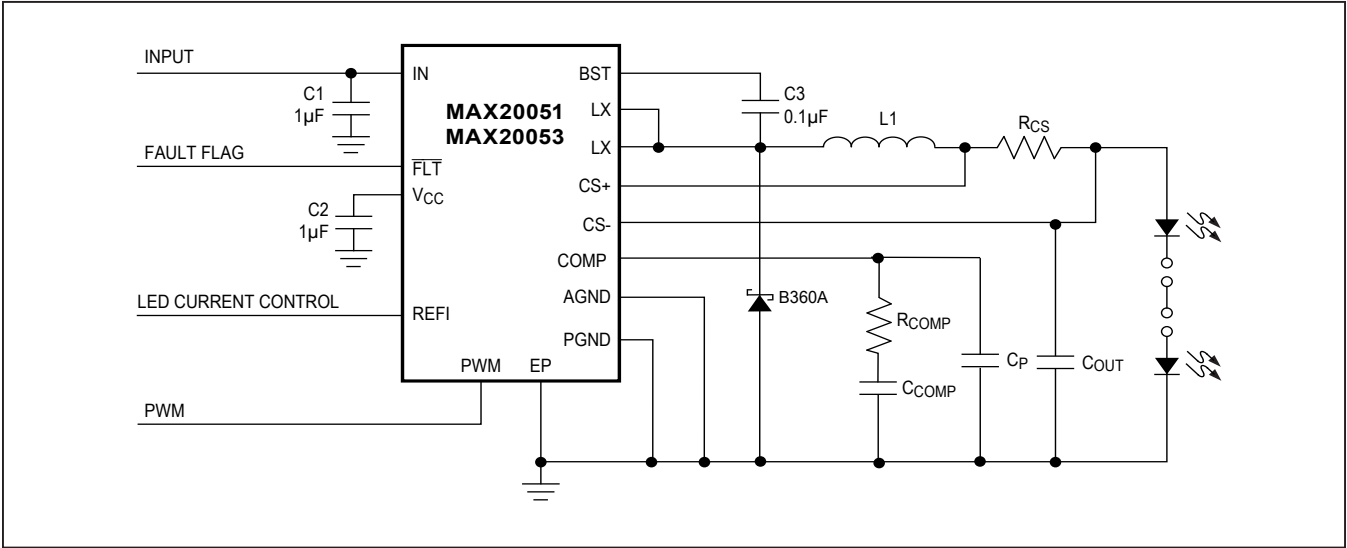 INPUT
C1
1µF
FAULT FLAG
C2
1µF
LED CURRENT CONTROL
PWM
IN
FLT
VCC
REFI
PWM
EP
MAX20051
MAX20053
BST
LX
LX
CS+
CS-
COMP
AGND
PGND
C3
0.1µF
L1
RCS
B360A
RCOMP
CCOMP
CP
COUT